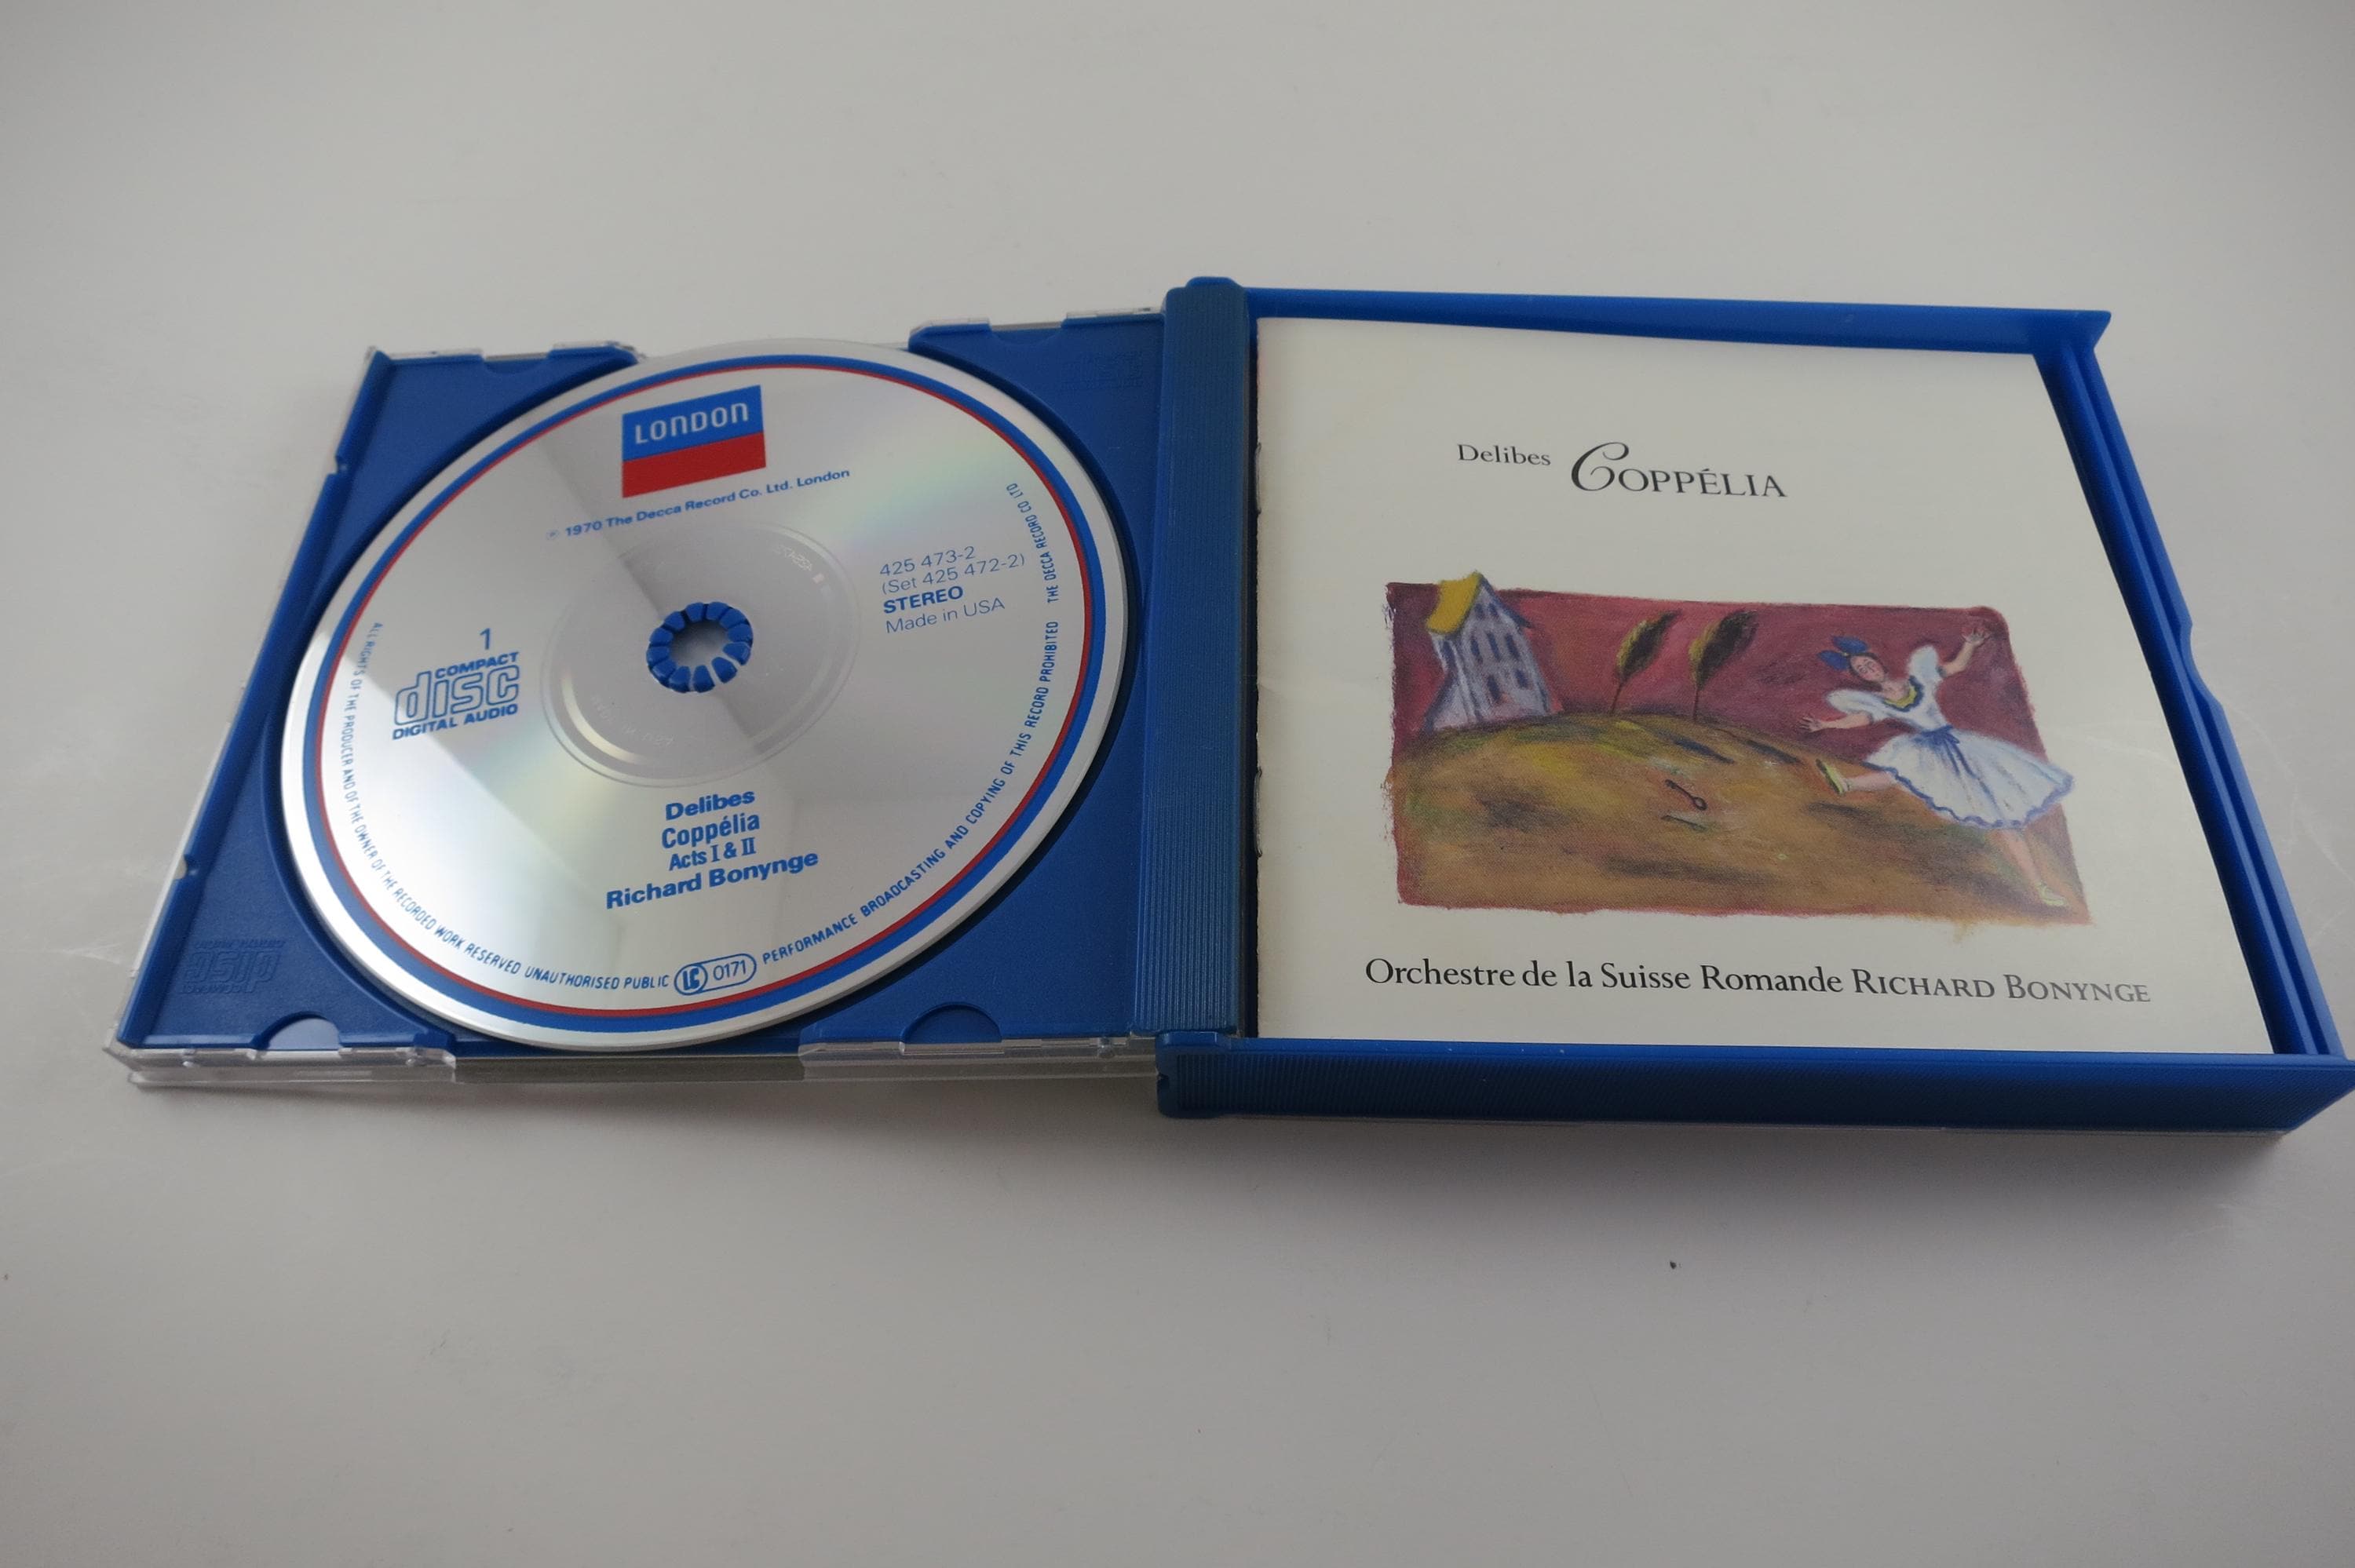 LONDON
℗ 1970 The Decca Record Co. Ltd. London
425 473-2
(Set 425 472-2)
STEREO
Made in USA
1
COMPACT
disc
DIGITAL AUDIO
Delibes
Coppélia
Acts I & II
Richard Bonynge
ALL RIGHTS OF THE PRODUCER AND OF THE OWNER OF THE RECORDED WORK RESERVED UNAUTHORISED PUBLIC LC 0171 PERFORMANCE BROADCASTING AND COPYING OF THIS RECORD PROHIBITED THE DECCA RECORD CO LTD
disc
Delibes COPPÉLIA
Orchestre de la Suisse Romande RICHARD BONYNGE